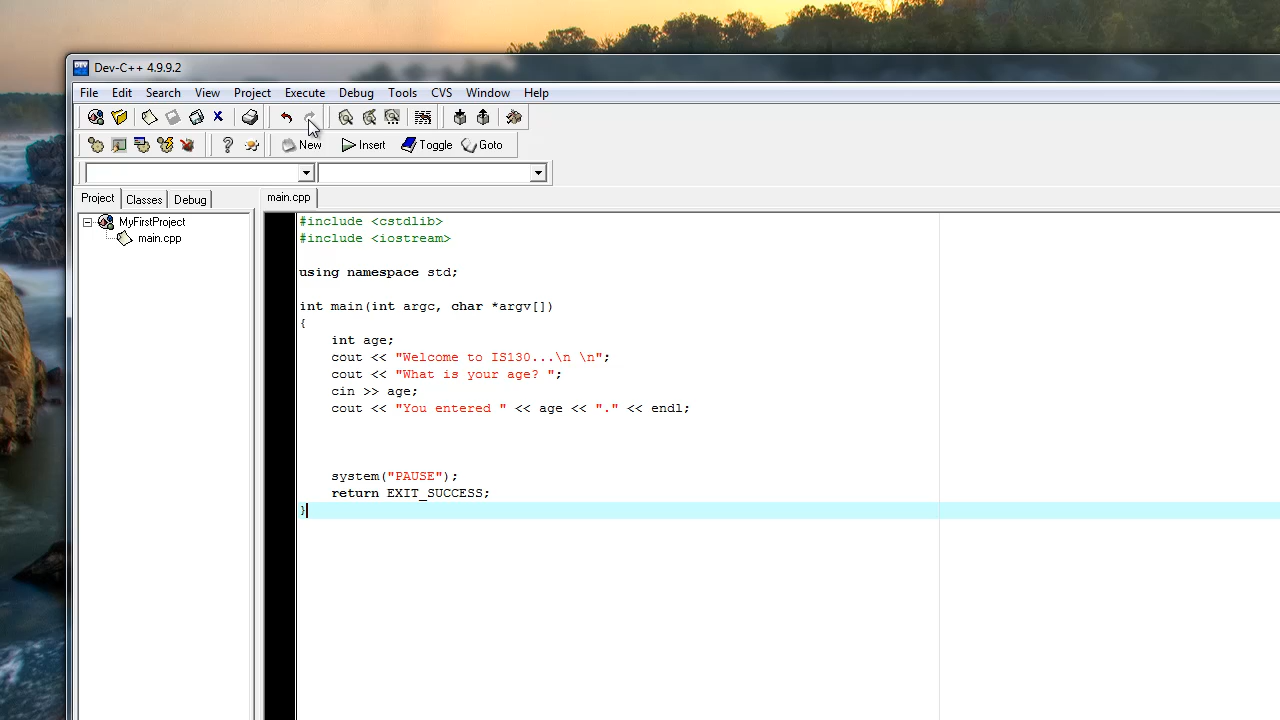 Dev-C++ 4.9.9.2
File Edit Search View Project Execute Debug Tools CVS Window Help
New Insert Toggle Goto
Project Classes Debug main.cpp
MyFirstProject
main.cpp
#include <cstdlib>
#include <iostream>
using namespace std;
int main(int argc, char *argv[])
{
int age;
cout << "Welcome to IS130...\n \n";
cout << "What is your age? ";
cin >> age;
cout << "You entered " << age << "." << endl;
system("PAUSE");
return EXIT_SUCCESS;
}